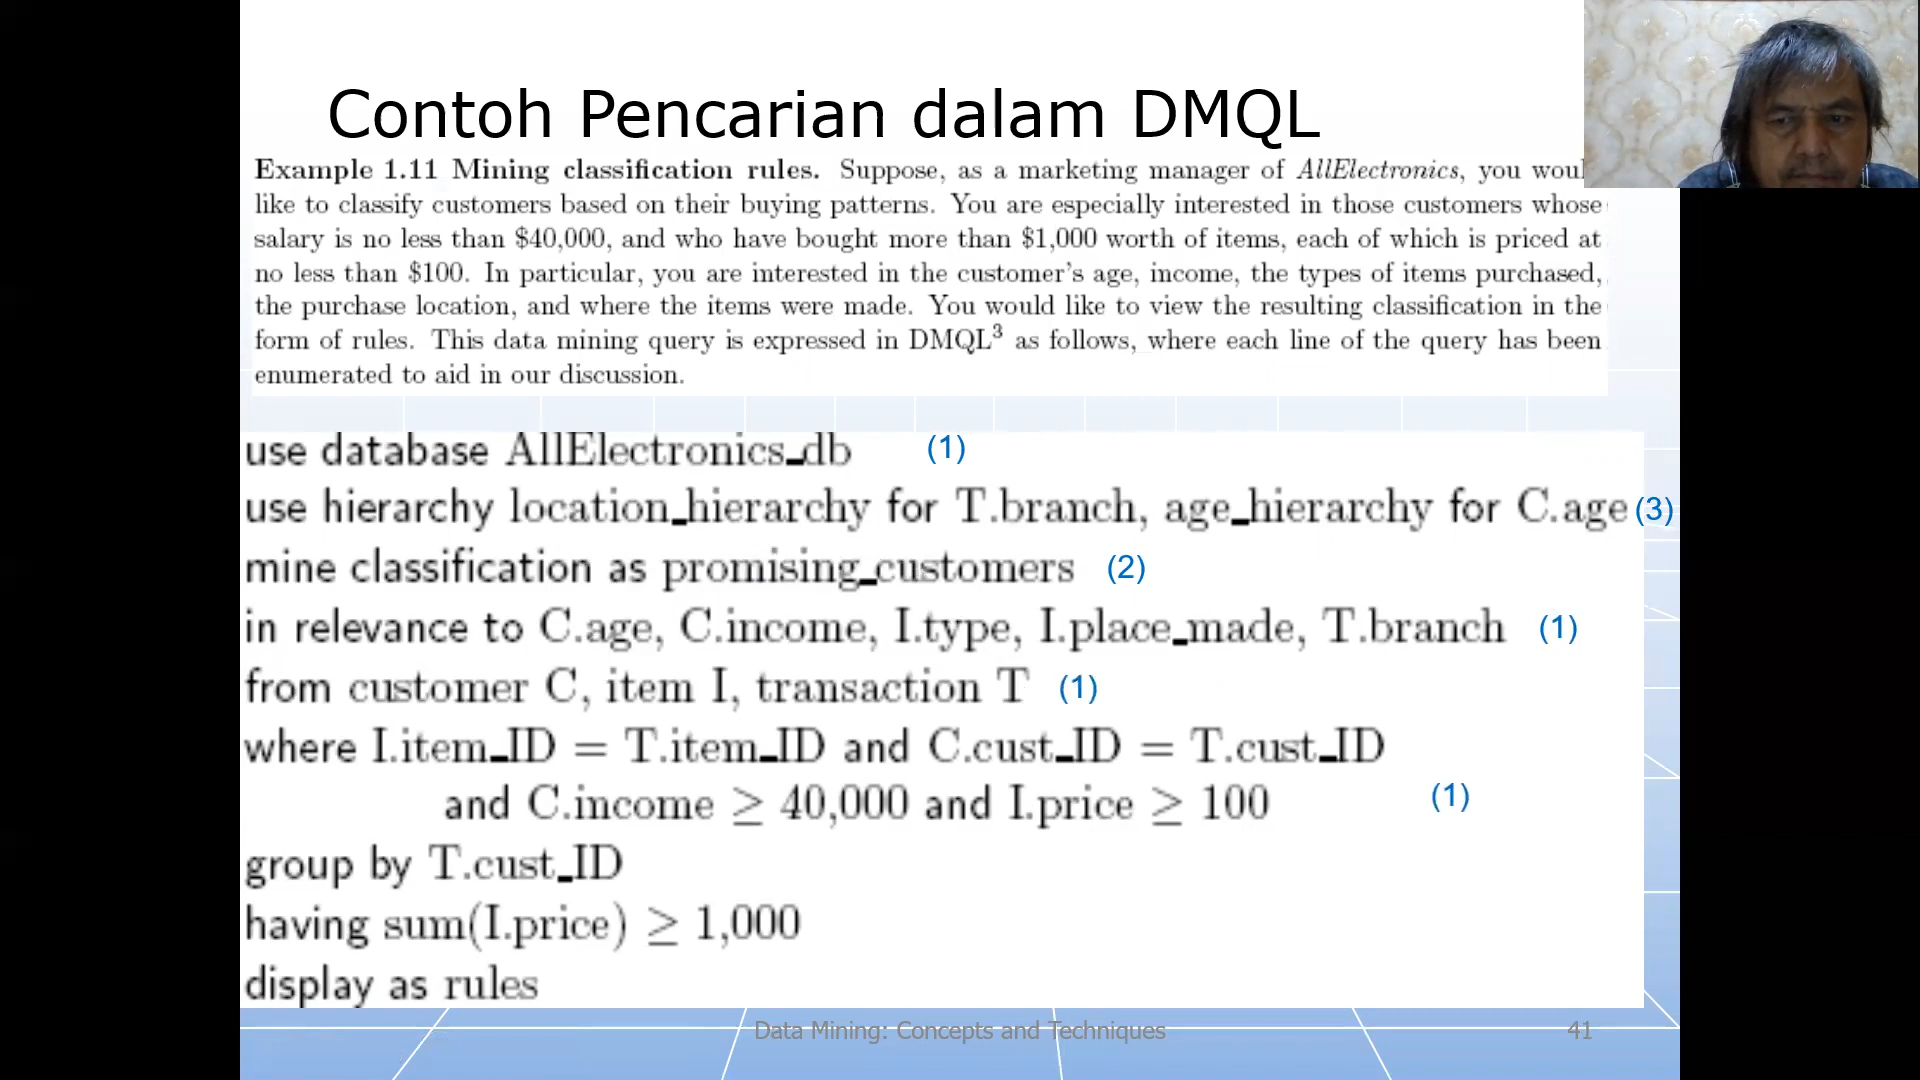 Contoh Pencarian dalam DMQL
Example 1.11 Mining classification rules. Suppose, as a marketing manager of AllElectronics, you
like to classify customers based on their buying patterns. You are especially interested in those customers whose
salary is no less than $40,000, and who have bought more than $1,000 worth of items, each of which is priced at
no less than $100. In particular, you are interested in the customer's age, income, the types of items purchased,
the purchase location, and where the items were made. You would like to view the resulting classification in the
form of rules. This data mining query is expressed in DMQL³ as follows, where each line of the query has been
enumerated to aid in our discussion.
use database AllElectronics_db (1)
use hierarchy location_hierarchy for T.branch, age_hierarchy for C.age (3)
mine classification as promising_customers (2)
in relevance to C.age, C.income, I.type, I.place_made, T.branch (1)
from customer C, item I, transaction T (1)
where I.item_ID = T.item_ID and C.cust_ID = T.cust_ID
and C.income ≥ 40,000 and I.price ≥ 100 (1)
group by T.cust_ID
having sum(I.price) ≥ 1,000
display as rules
Data Mining: Concepts and Techniques 41